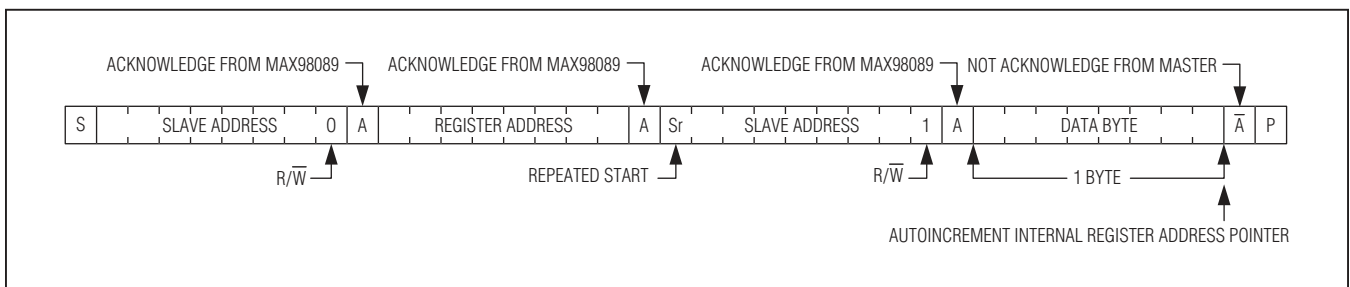 ACKNOWLEDGE FROM MAX98089 ACKNOWLEDGE FROM MAX98089 ACKNOWLEDGE FROM MAX98089 NOT ACKNOWLEDGE FROM MASTER
S SLAVE ADDRESS 0 A REGISTER ADDRESS A Sr SLAVE ADDRESS 1 A DATA BYTE A̅ P
R/W̅ REPEATED START R/W̅ 1 BYTE
AUTOINCREMENT INTERNAL REGISTER ADDRESS POINTER